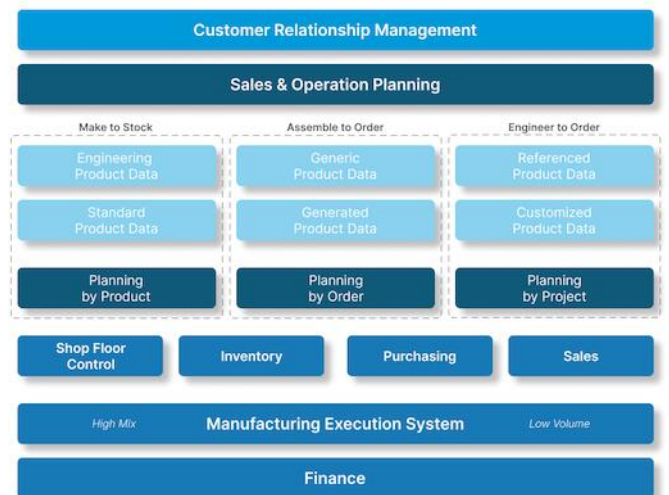 Customer Relationship Management
Sales & Operation Planning
Make to Stock
Assemble to Order
Engineer to Order
Engineering
Product Data
Generic
Product Data
Referenced
Product Data
Standard
Product Data
Generated
Product Data
Customized
Product Data
Planning
by Product
Planning
by Order
Planning
by Project
Shop Floor
Control
Inventory
Purchasing
Sales
High Mix
Manufacturing Execution System
Low Volume
Finance